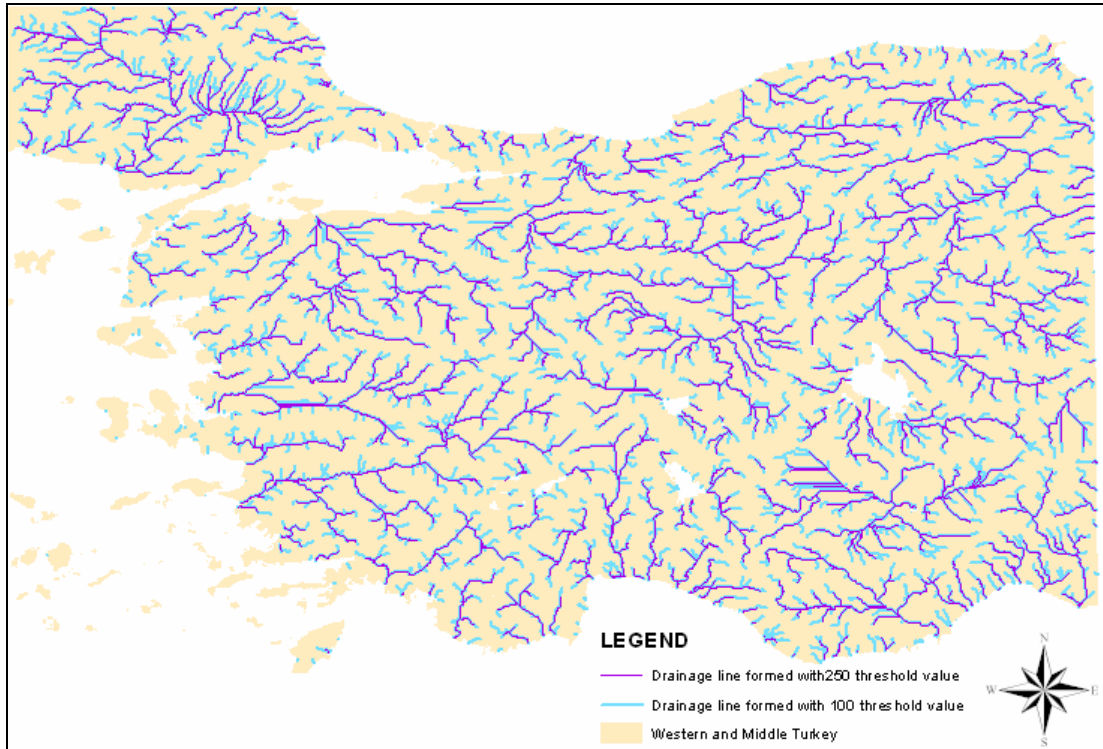 LEGEND
Drainage line formed with250 threshold value
Drainage line formed with 100 threshold value
Western and Middle Turkey
N
W E
S